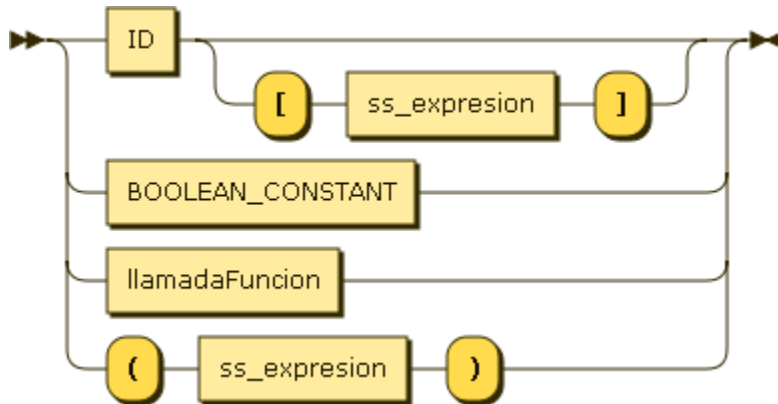 ID
[ ss_expresion ]
BOOLEAN_CONSTANT
llamadaFuncion
( ss_expresion )